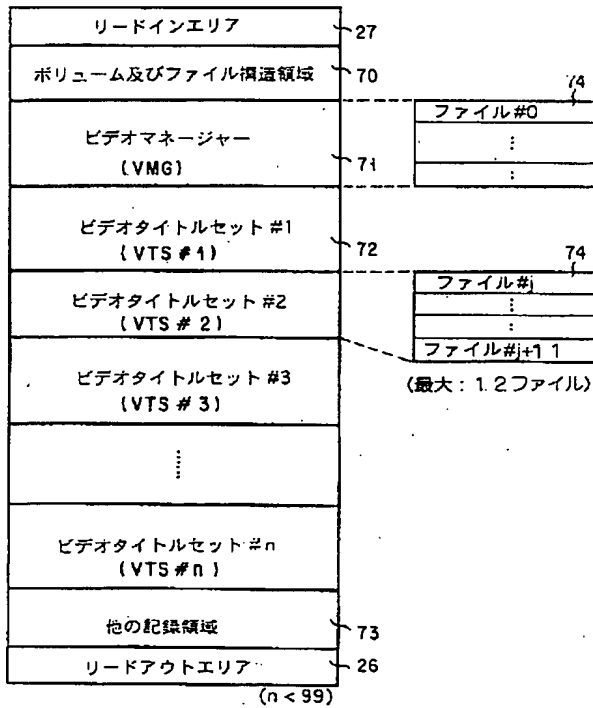 リードインエリア
27
ボリューム及びファイル構造領域
70
74
ファイル#0
ビデオマネージャー
(VMG)
71
ビデオタイトルセット#1
(VTS#1)
72
74
ファイル#j
ビデオタイトルセット#2
(VTS#2)
ファイル#j+11
(最大: 1.2ファイル)
ビデオタイトルセット#3
(VTS#3)
ビデオタイトルセット#n
(VTS#n)
他の記録領域
73
リードアウトエリア
26
(n<99)